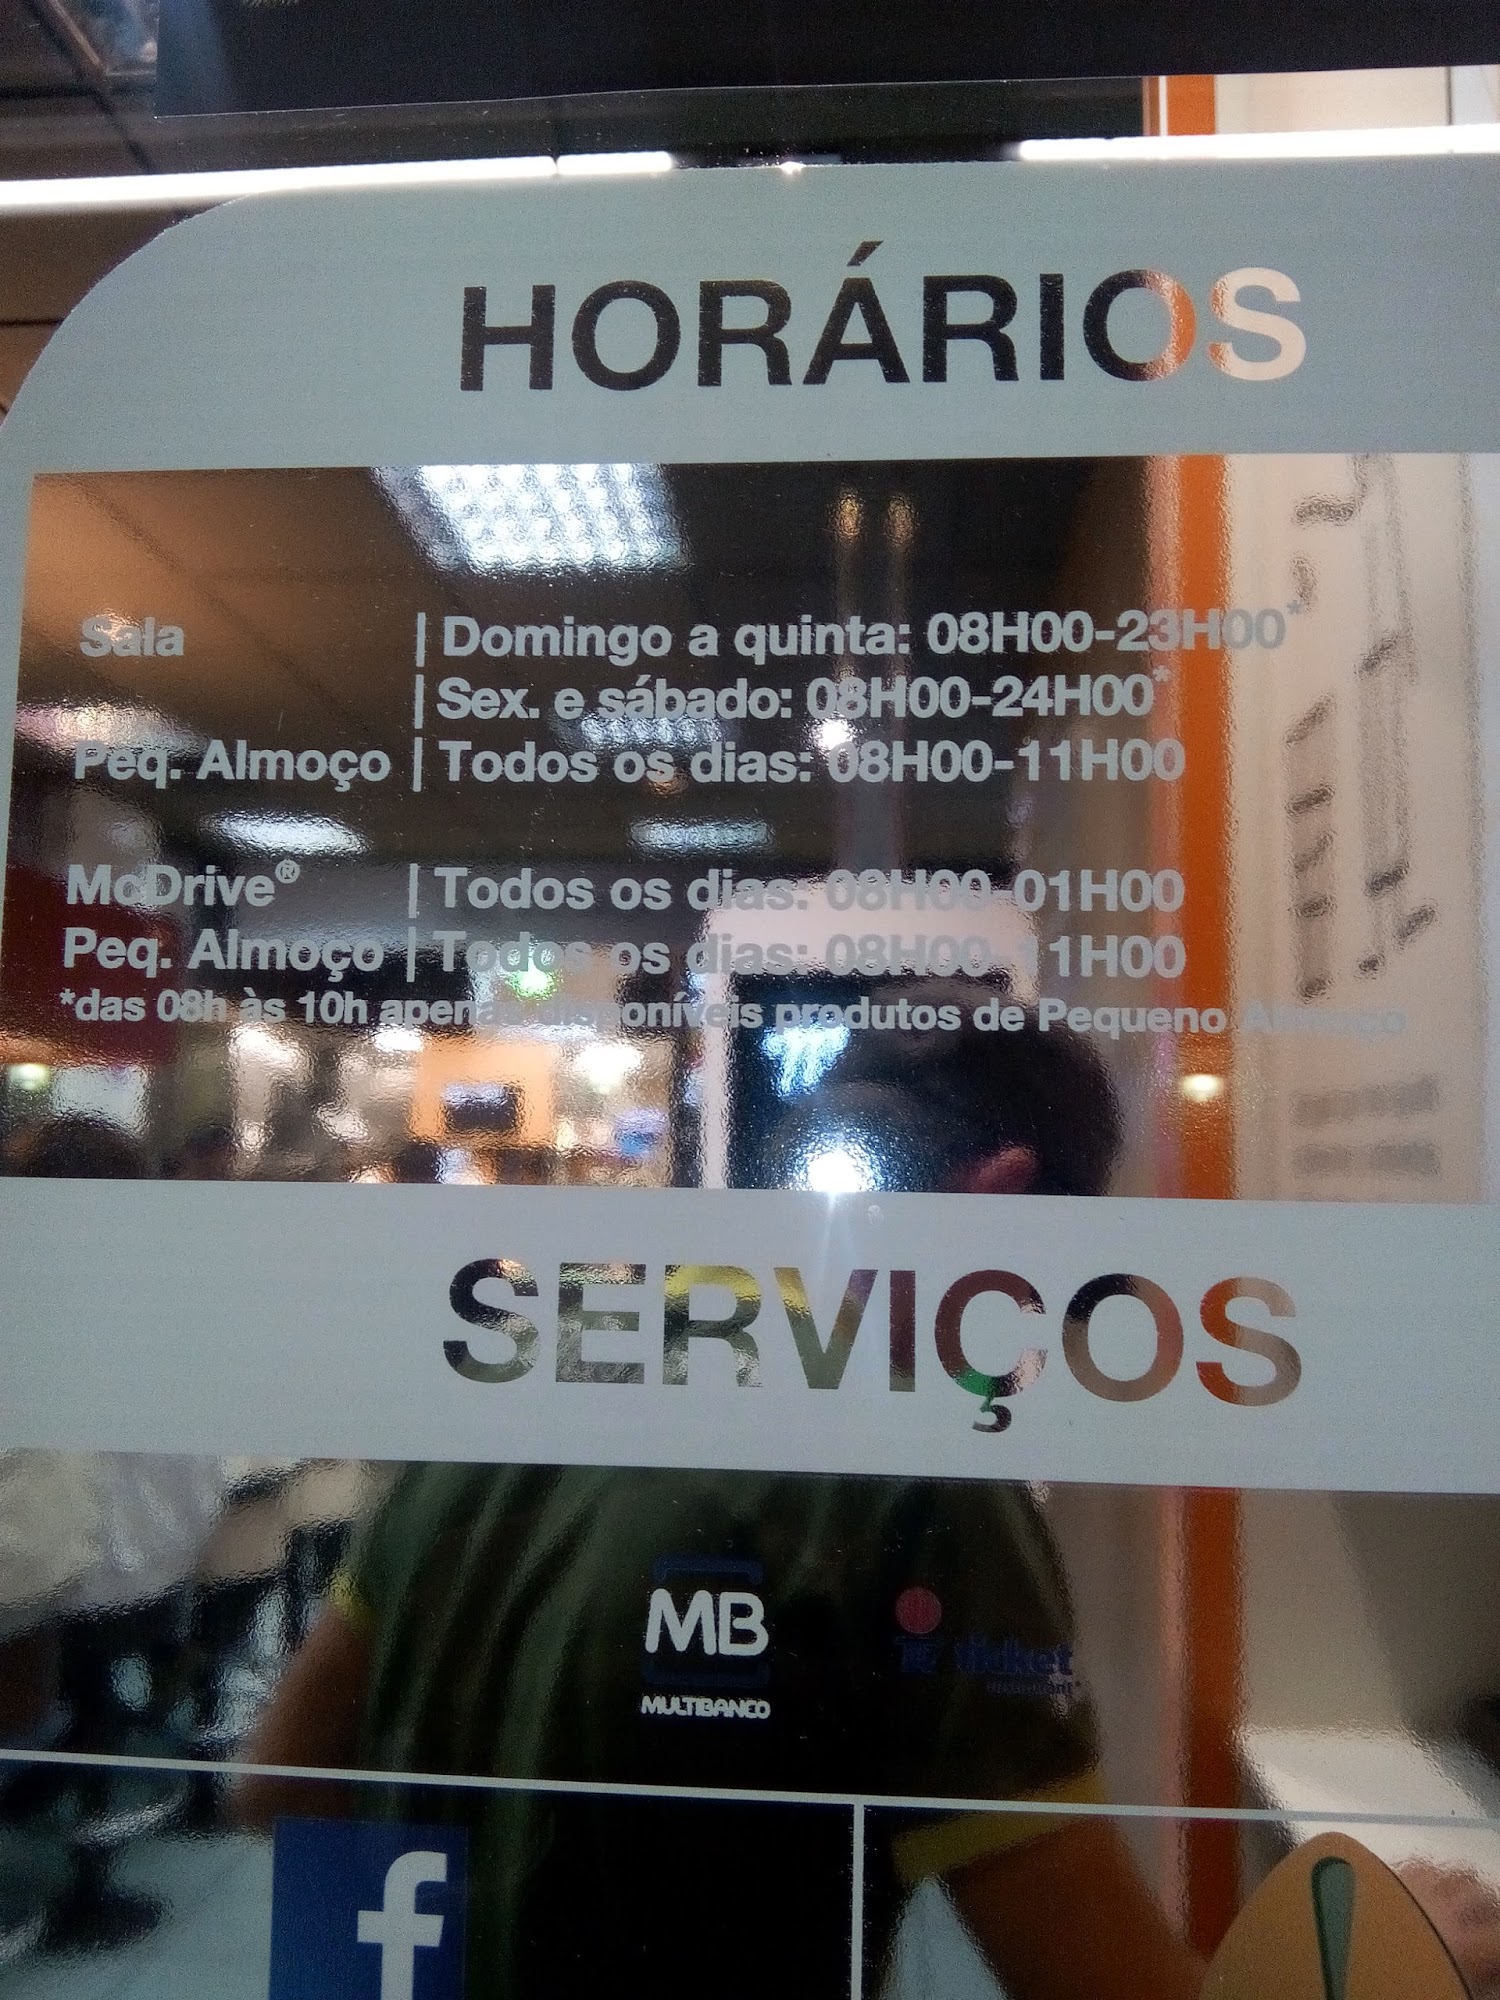 HORÁRIOS
Sala | Domingo a quinta: 08H00-23H00*
| Sex. e sábado: 08H00-24H00*
Peq. Almoço | Todos os dias: 08H00-11H00
McDrive® | Todos os dias: 08H00-01H00
Peq. Almoço | Todos os dias: 08H00-11H00
*das 08h às 10h apenas disponíveis produtos de Pequeno Almoço
SERVIÇOS
MB
MULTIBANCO
ticket
restaurant®
f